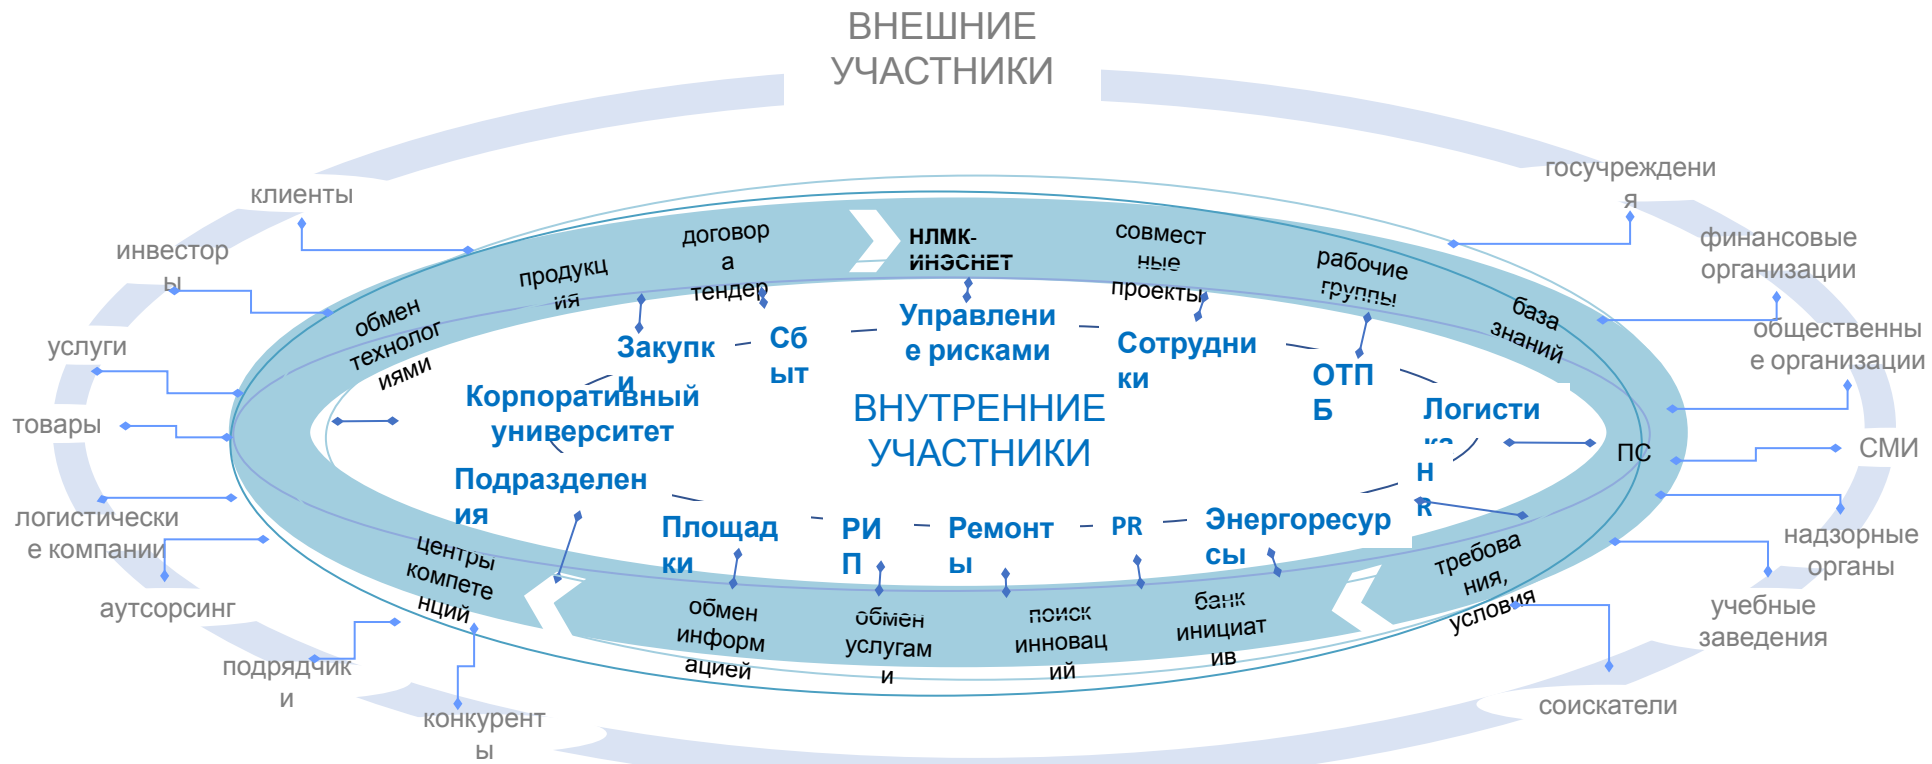 ВНЕШНИЕ
УЧАСТНИКИ
клиенты
инвестор
ы
услуги
товары
логистически
е компании
аутсорсинг
подрядчик
и
конкурент
ы
госучреждени
я
финансовые
организации
общественны
е организации
СМИ
надзорные
органы
учебные
заведения
соискатели
обмен
технолог
иями
продукц
ия
договор
а
тендер
НЛМК-
ИНЭСНЕТ
совмест
ные
проекты
рабочие
группы
база
знаний
ПС
требова
ния,
условия
банк
инициат
ив
поиск
инновац
ий
обмен
услугам
и
обмен
информ
ацией
центры
компете
нций
Закупк
и
Сб
ыт
Управлени
е рисками
Сотрудни
ки
ОТП
Б
Логисти
ка
H
R
Корпоративный
университет
ВНУТРЕННИЕ
УЧАСТНИКИ
Подразделен
ия
Площад
ки
РИ
П
Ремонт
ы
PR
Энергоресур
сы